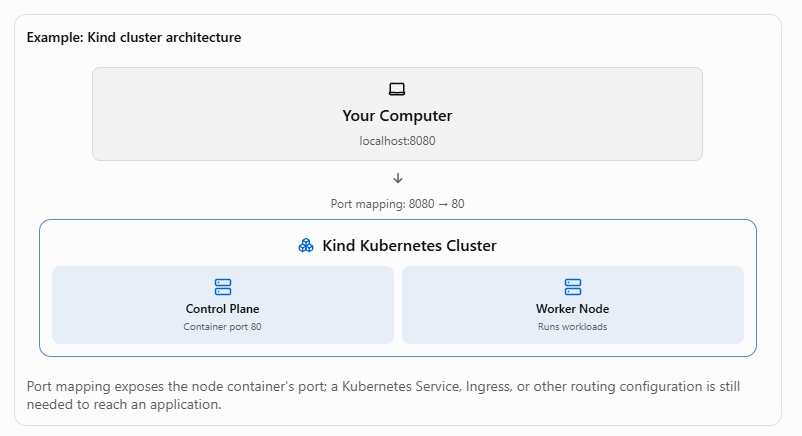 Example: Kind cluster architecture
Your Computer
localhost:8080
Port mapping: 8080 → 80
Kind Kubernetes Cluster
Control Plane
Container port 80
Worker Node
Runs workloads
Port mapping exposes the node container's port; a Kubernetes Service, Ingress, or other routing configuration is still
needed to reach an application.